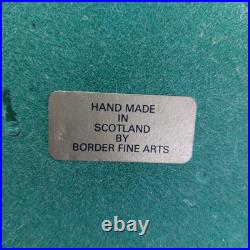 HAND MADE
IN
SCOTLAND
BY
BORDER FINE ARTS